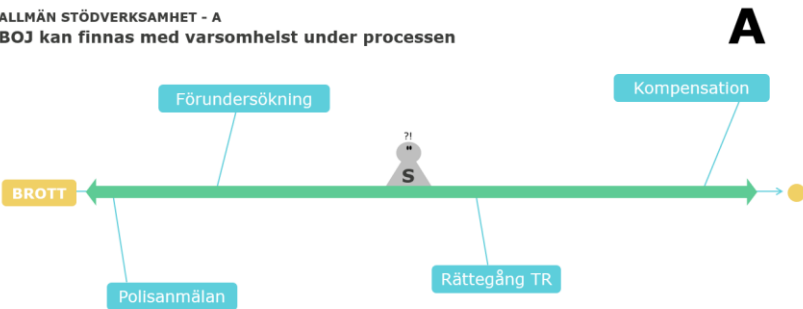 ALLMÄN STÖDVERKSAMHET - A
BOJ kan finnas med varsomhelst under processen
A
Kompensation
Förundersökning
?!
"
S
BROTT
Rättegång TR
Polisanmälan